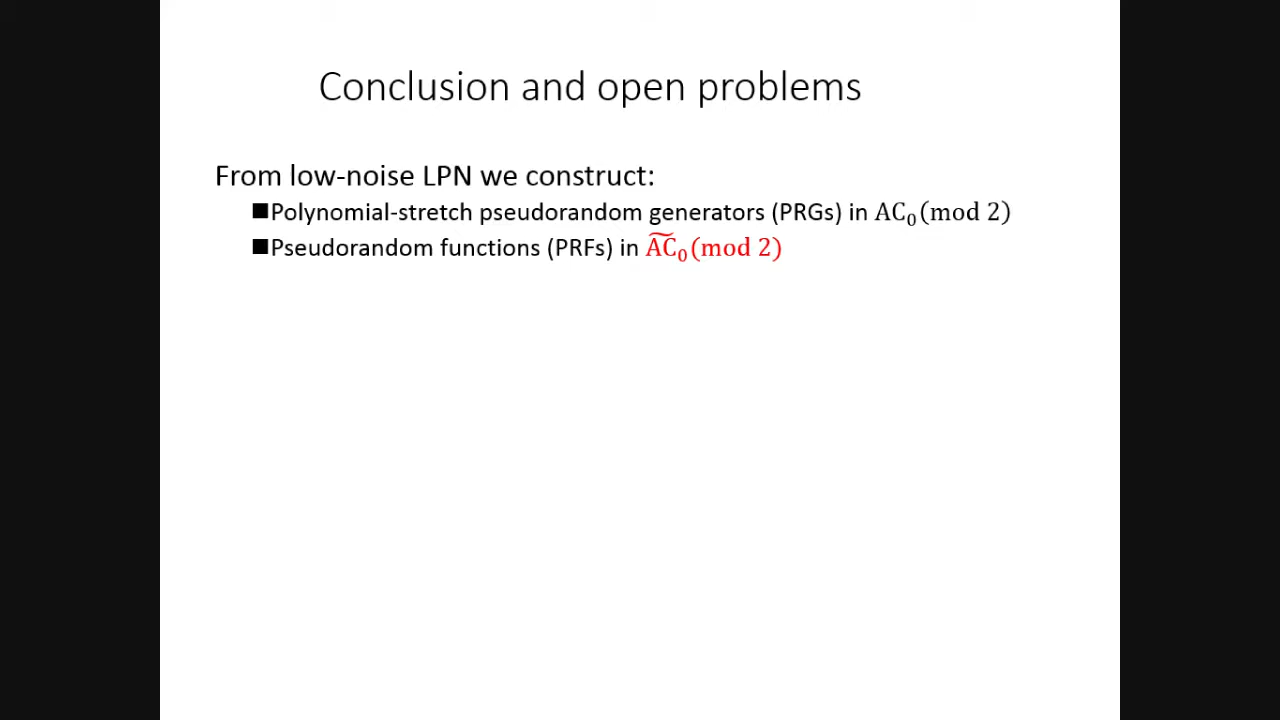 Conclusion and open problems
From low-noise LPN we construct:
■Polynomial-stretch pseudorandom generators (PRGs) in AC₀(mod 2)
■Pseudorandom functions (PRFs) in A͠C₀(mod 2)